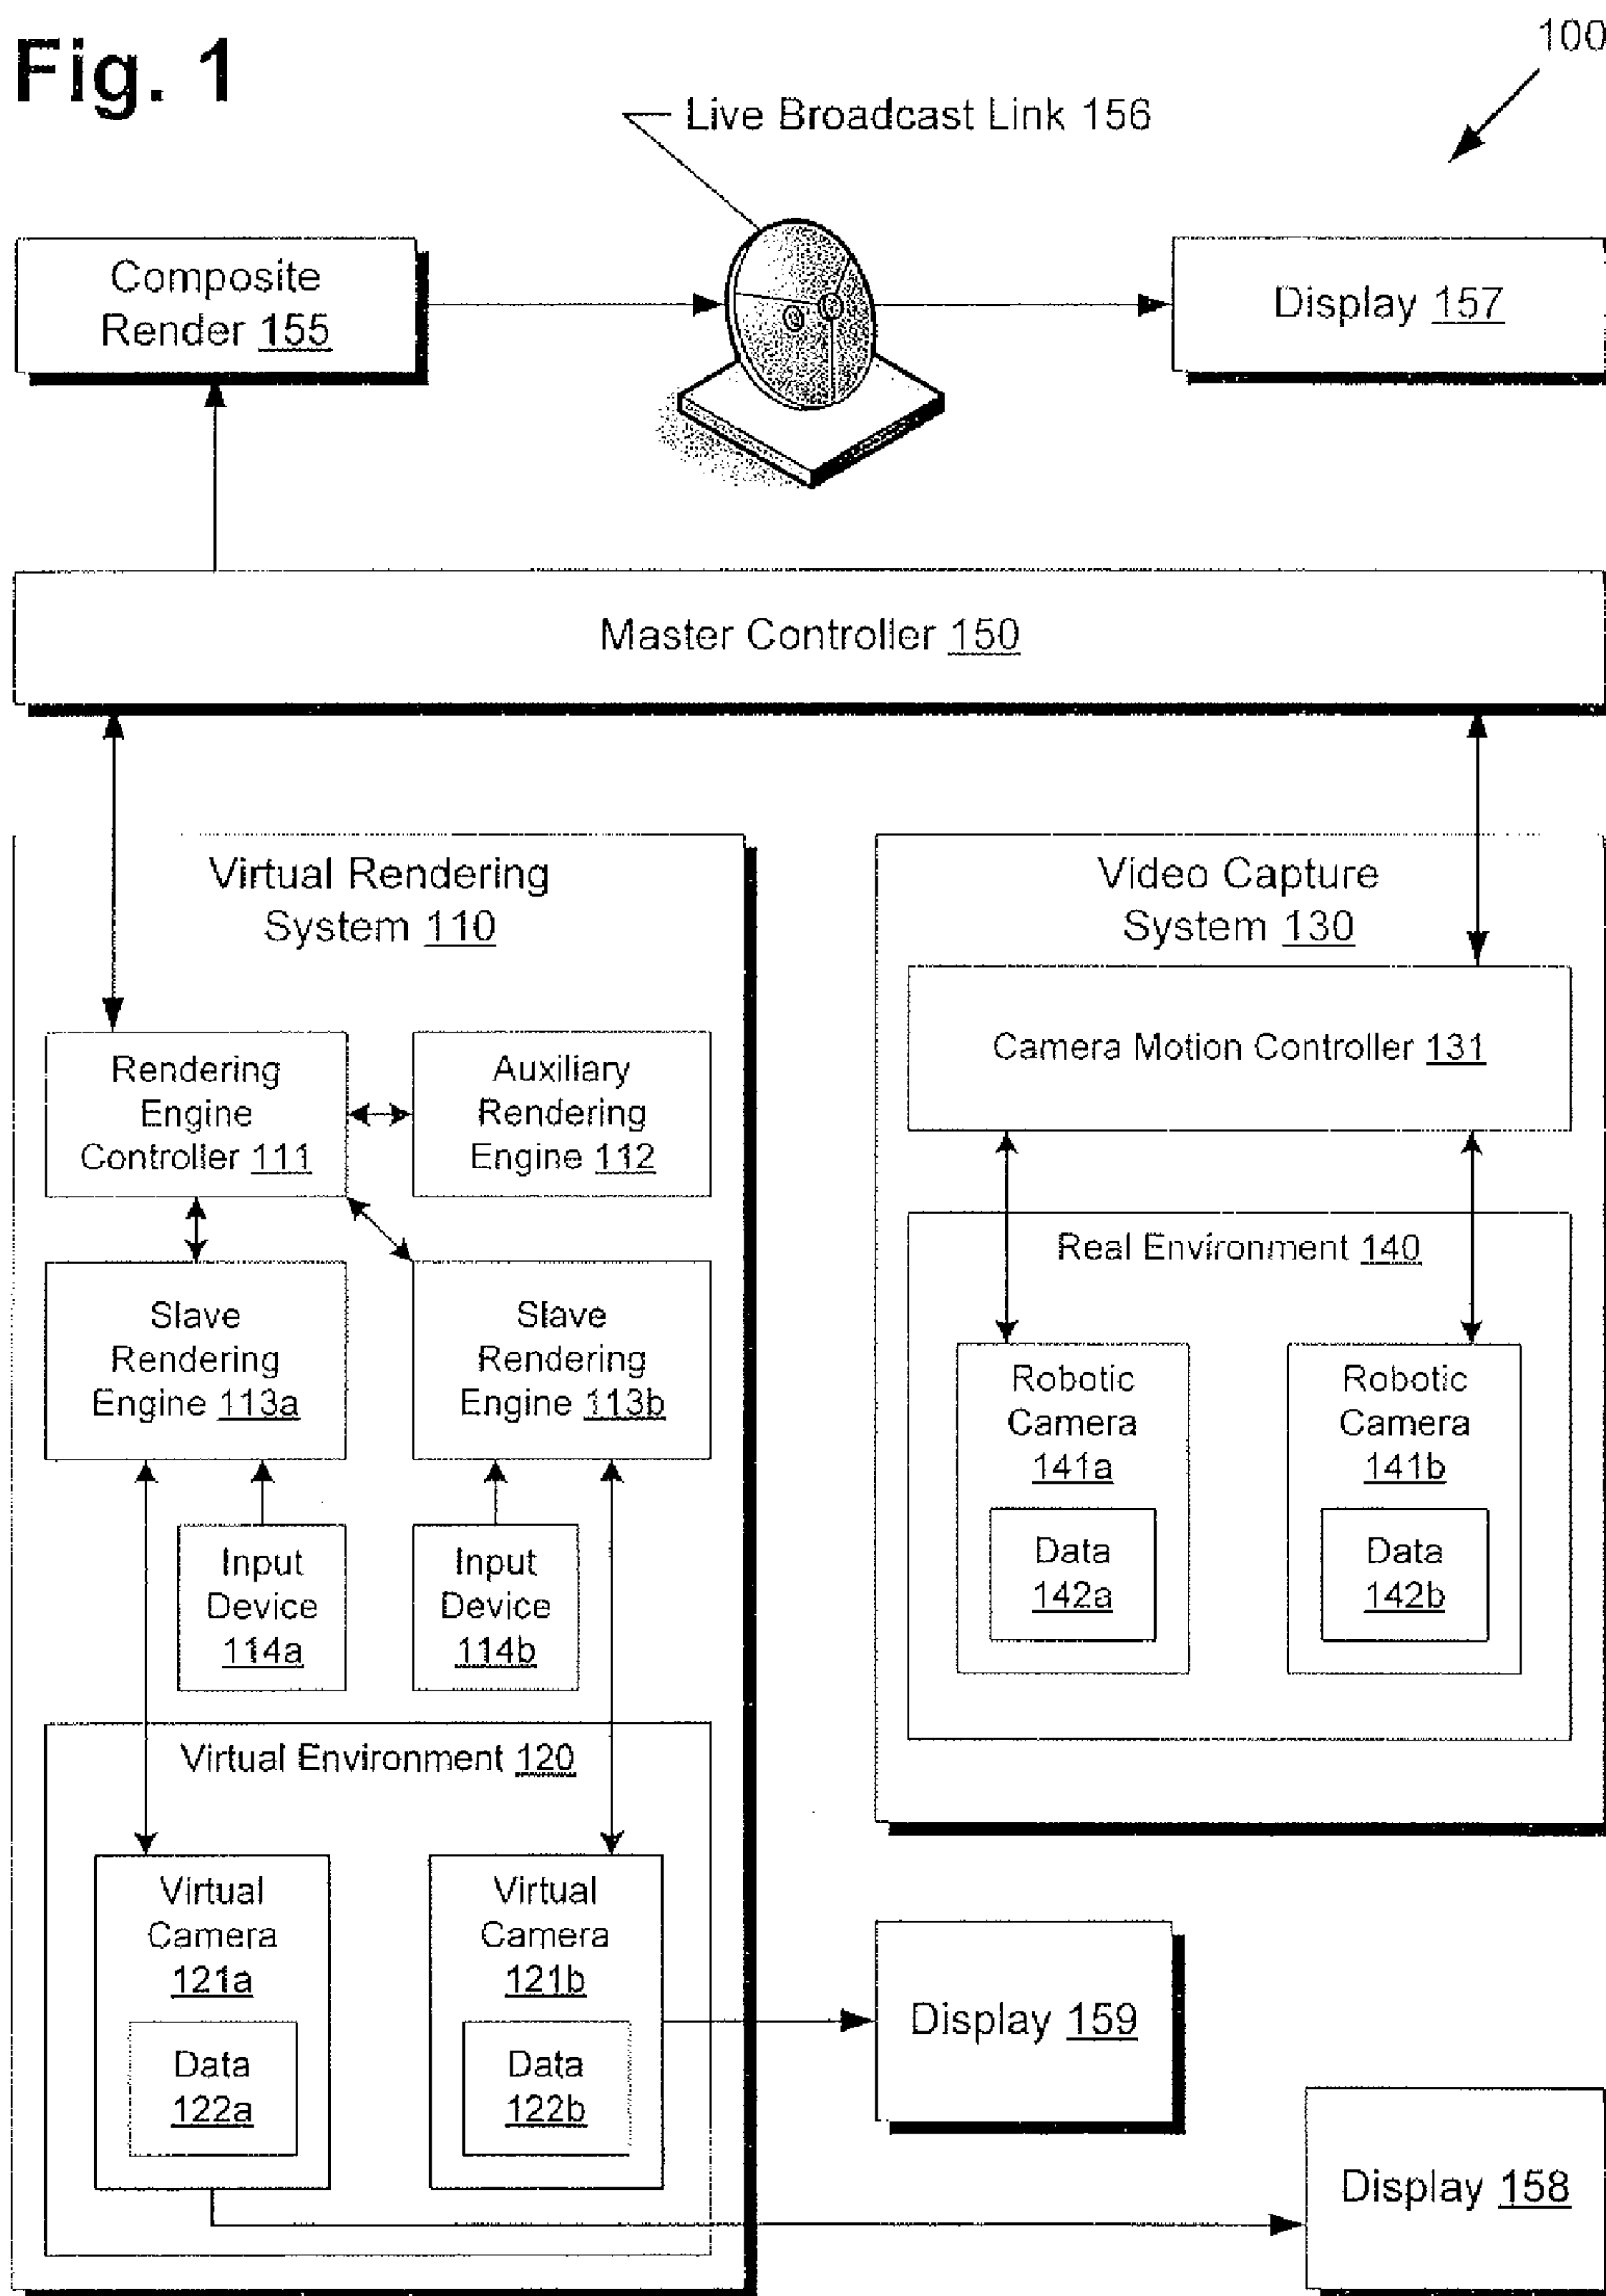 Fig. 1
100
Live Broadcast Link 156
Composite
Render 155
Display 157
Master Controller 150
Virtual Rendering
System 110
Video Capture
System 130
Rendering
Engine
Controller 111
Auxiliary
Rendering
Engine 112
Camera Motion Controller 131
Slave
Rendering
Engine 113a
Slave
Rendering
Engine 113b
Real Environment 140
Robotic
Camera
141a
Data
142a
Robotic
Camera
141b
Data
142b
Input
Device
114a
Input
Device
114b
Virtual Environment 120
Virtual
Camera
121a
Data
122a
Virtual
Camera
121b
Data
122b
Display 159
Display 158